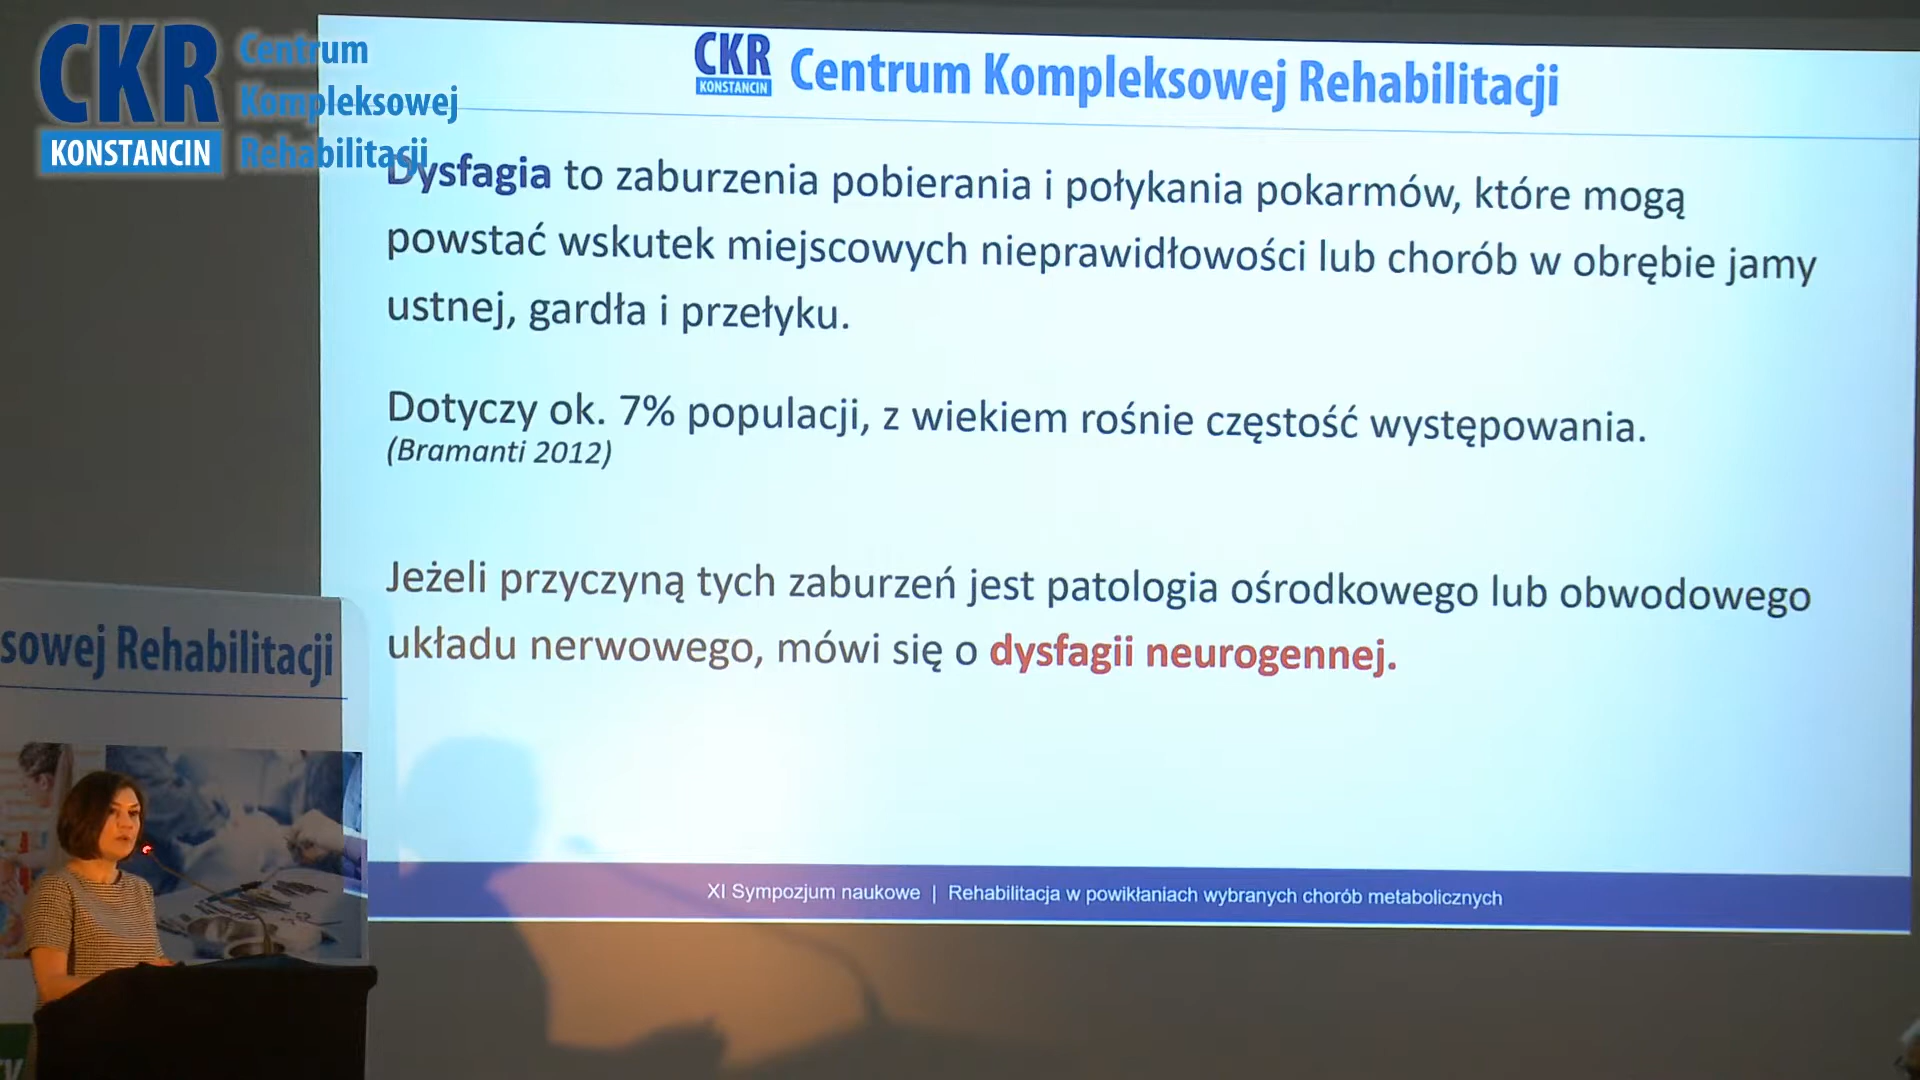 CKR
KONSTANCIN
Centrum
Kompleksowej
Rehabilitacji
CKR
KONSTANCIN
Centrum Kompleksowej Rehabilitacji
Dysfagia to zaburzenia pobierania i połykania pokarmów, które mogą
powstać wskutek miejscowych nieprawidłowości lub chorób w obrębie jamy
ustnej, gardła i przełyku.
Dotyczy ok. 7% populacji, z wiekiem rośnie częstość występowania.
(Bramanti 2012)
Jeżeli przyczyną tych zaburzeń jest patologia ośrodkowego lub obwodowego
układu nerwowego, mówi się o dysfagii neurogennej.
sowej Rehabilitacji
XI Sympozjum naukowe | Rehabilitacja w powikłaniach wybranych chorób metabolicznych